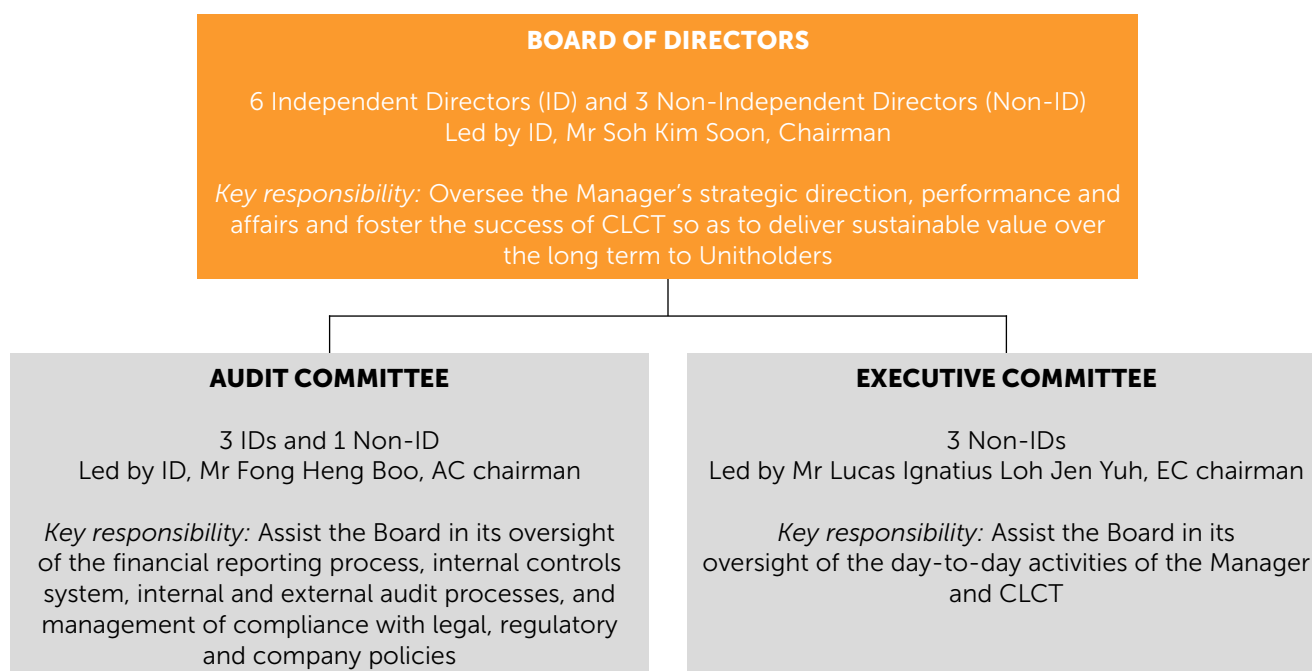 BOARD OF DIRECTORS
6 Independent Directors (ID) and 3 Non-Independent Directors (Non-ID)
Led by ID, Mr Soh Kim Soon, Chairman
Key responsibility: Oversee the Manager’s strategic direction, performance and
affairs and foster the success of CLCT so as to deliver sustainable value over
the long term to Unitholders
AUDIT COMMITTEE
3 IDs and 1 Non-ID
Led by ID, Mr Fong Heng Boo, AC chairman
Key responsibility: Assist the Board in its oversight
of the financial reporting process, internal controls
system, internal and external audit processes, and
management of compliance with legal, regulatory
and company policies
EXECUTIVE COMMITTEE
3 Non-IDs
Led by Mr Lucas Ignatius Loh Jen Yuh, EC chairman
Key responsibility: Assist the Board in its
oversight of the day-to-day activities of the Manager
and CLCT